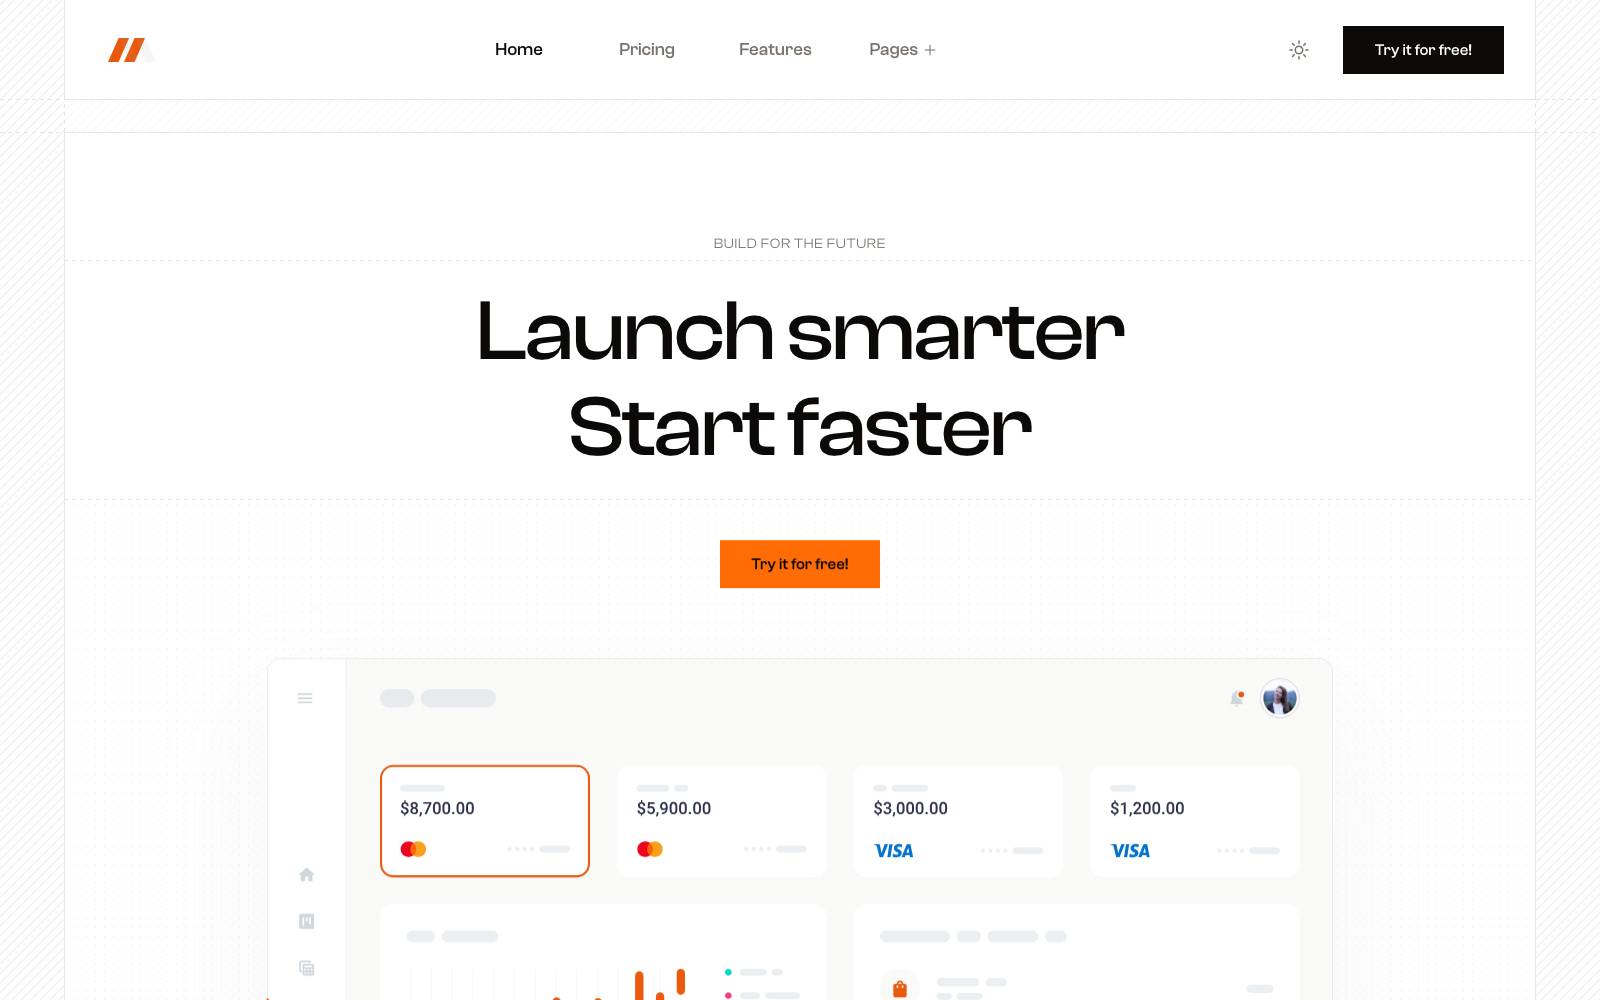 Home
Pricing
Features
Pages
Try it for free!
BUILD FOR THE FUTURE
Launch smarter
Start faster
Try it for free!
$8,700.00
$5,900.00
$3,000.00
$1,200.00
VISA
VISA